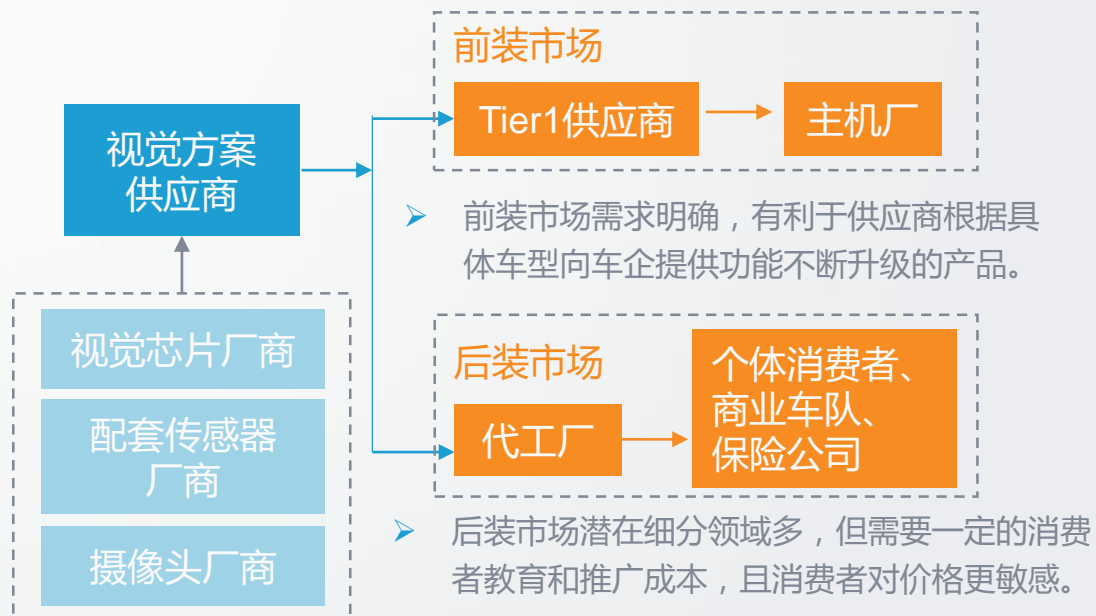 视觉方案
供应商
视觉芯片厂商
配套传感器
厂商
摄像头厂商
前装市场
Tier1供应商
主机厂
➢ 前装市场需求明确，有利于供应商根据具
体车型向车企提供功能不断升级的产品。
后装市场
代工厂
个体消费者、
商业车队、
保险公司
➢ 后装市场潜在细分领域多，但需要一定的消费
者教育和推广成本，且消费者对价格更敏感。